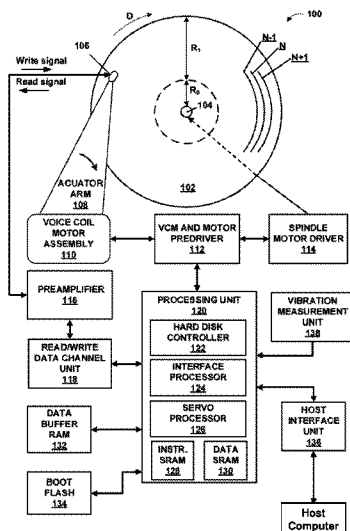 100
D
106
Write signal
Read signal
R₁
R₀
N-1
N
N+1
104
102
ACUATOR
ARM
108
VOICE COIL
MOTOR
ASSEMBLY
110
VCM AND MOTOR
PREDRIVER
112
SPINDLE
MOTOR DRIVER
114
PREAMPLIFIER
116
READ/WRITE
DATA CHANNEL
UNIT
118
PROCESSING UNIT
120
HARD DISK
CONTROLLER
122
INTERFACE
PROCESSOR
124
SERVO
PROCESSOR
126
INSTR.
SRAM
128
DATA
SRAM
130
VIBRATION
MEASUREMENT
UNIT
138
DATA
BUFFER
RAM
132
HOST
INTERFACE
UNIT
136
BOOT
FLASH
134
Host
Computer